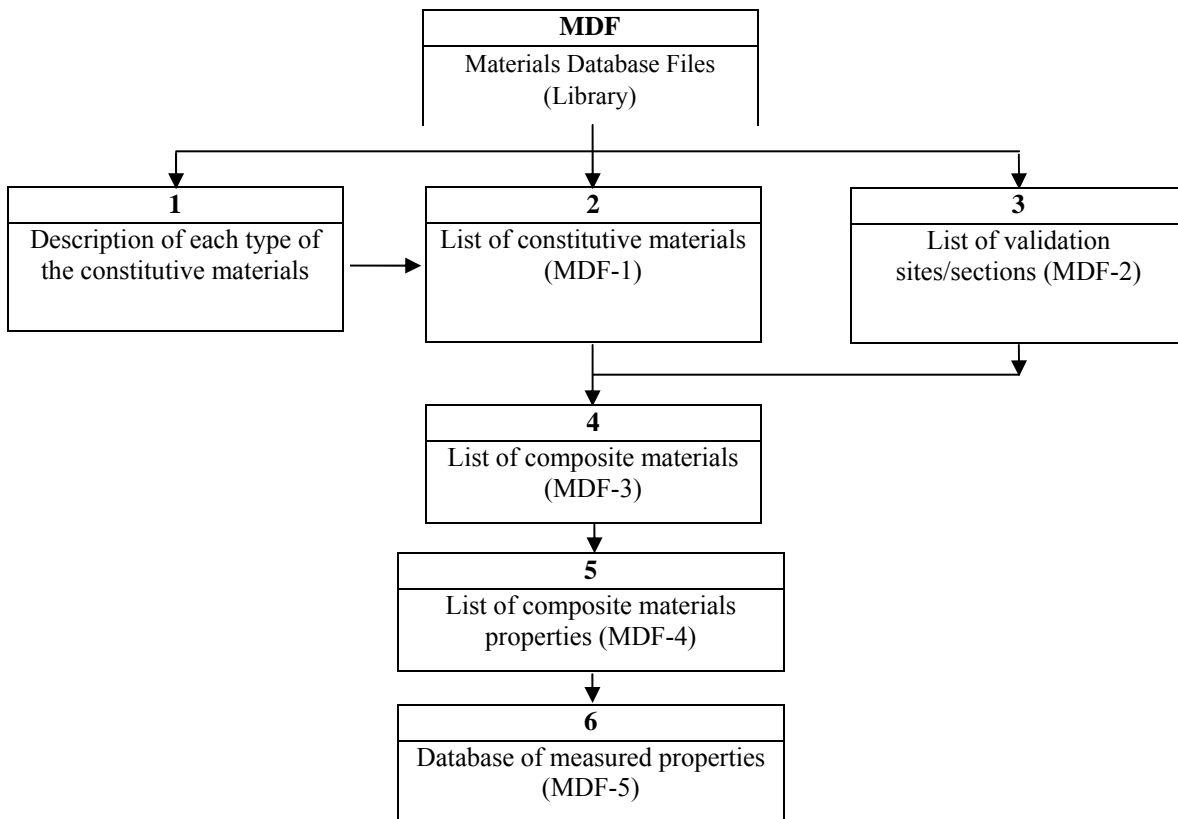 MDF
Materials Database Files
(Library)
1
Description of each type of
the constitutive materials
2
List of constitutive materials
(MDF-1)
3
List of validation
sites/sections (MDF-2)
4
List of composite materials
(MDF-3)
5
List of composite materials
properties (MDF-4)
6
Database of measured properties
(MDF-5)